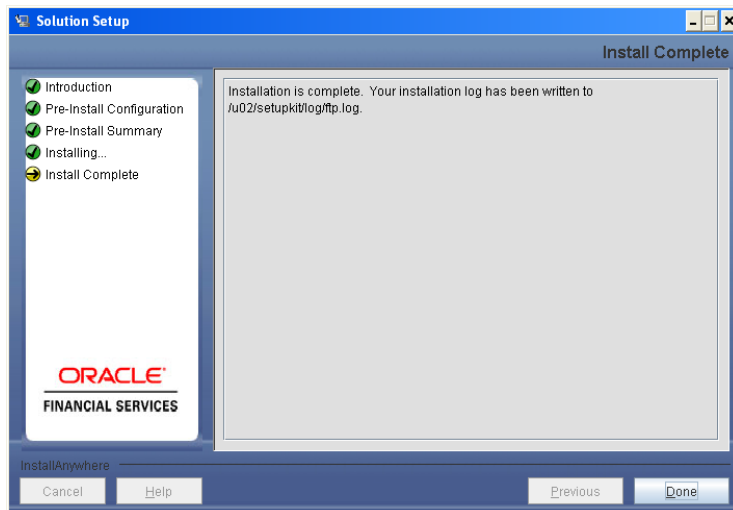 Solution Setup
Install Complete
Introduction
Pre-Install Configuration
Pre-Install Summary
Installing...
Install Complete
Installation is complete.  Your installation log has been written to
/u02/setupkit/log/ftp.log.
ORACLE
FINANCIAL SERVICES
InstallAnywhere
Cancel
Help
Previous
Done